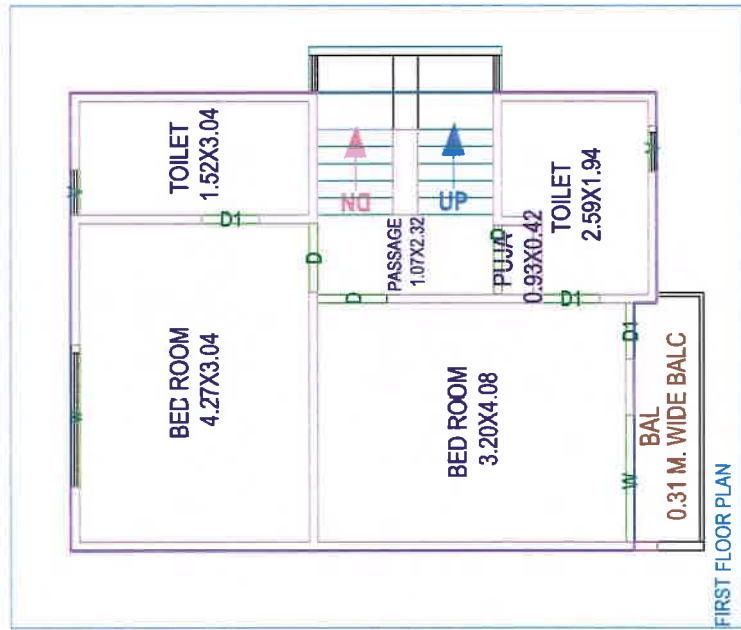 TOILET
1.52X3.04
V
D1
BED ROOM
4.27X3.04
W
D
D
PASSAGE
1.07X2.32
DN
UP
D
PUJA
0.93X0.42
TOILET
2.59X1.94
V
D1
BED ROOM
3.20X4.08
D1
W
BAL
0.31 M. WIDE BALC
FIRST FLOOR PLAN